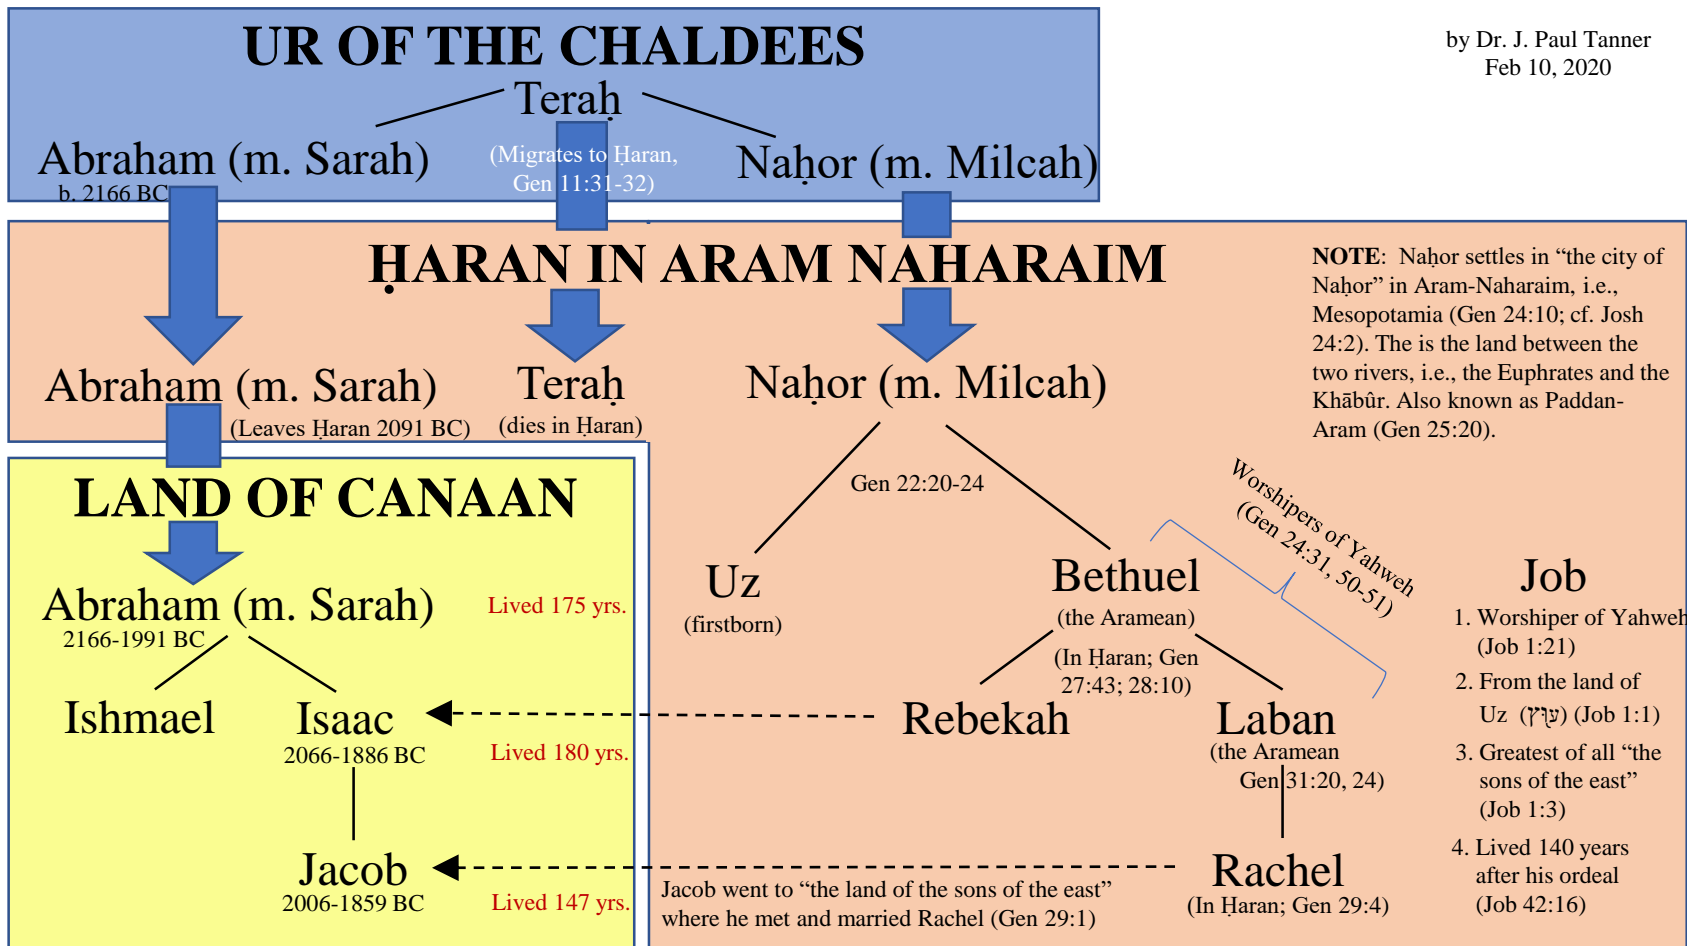 UR OF THE CHALDEES
by Dr. J. Paul Tanner
Feb 10, 2020
Teraḥ
Abraham (m. Sarah)
b. 2166 BC
(Migrates to Ḥaran,
Gen 11:31-32)
Naḥor (m. Milcah)
ḤARAN IN ARAM NAHARAIM
NOTE: Naḥor settles in “the city of
Naḥor” in Aram-Naharaim, i.e.,
Mesopotamia (Gen 24:10; cf. Josh
24:2). The is the land between the
two rivers, i.e., the Euphrates and the
Khābûr. Also known as Paddan-
Aram (Gen 25:20).
Abraham (m. Sarah)
(Leaves Ḥaran 2091 BC)
Teraḥ
(dies in Ḥaran)
Naḥor (m. Milcah)
Gen 22:20-24
LAND OF CANAAN
Abraham (m. Sarah)
2166-1991 BC
Lived 175 yrs.
Ishmael
Isaac
2066-1886 BC
Lived 180 yrs.
Jacob
2006-1859 BC
Lived 147 yrs.
Uz
(firstborn)
Bethuel
(the Aramean)
(In Ḥaran; Gen
27:43; 28:10)
Worshipers of Yahweh
(Gen 24:31, 50-51)
Rebekah
Laban
(the Aramean
Gen 31:20, 24)
Rachel
(In Ḥaran; Gen 29:4)
Jacob went to “the land of the sons of the east”
where he met and married Rachel (Gen 29:1)
Job
1. Worshiper of Yahweh
(Job 1:21)
2. From the land of
Uz (עוּץ) (Job 1:1)
3. Greatest of all “the
sons of the east”
(Job 1:3)
4. Lived 140 years
after his ordeal
(Job 42:16)